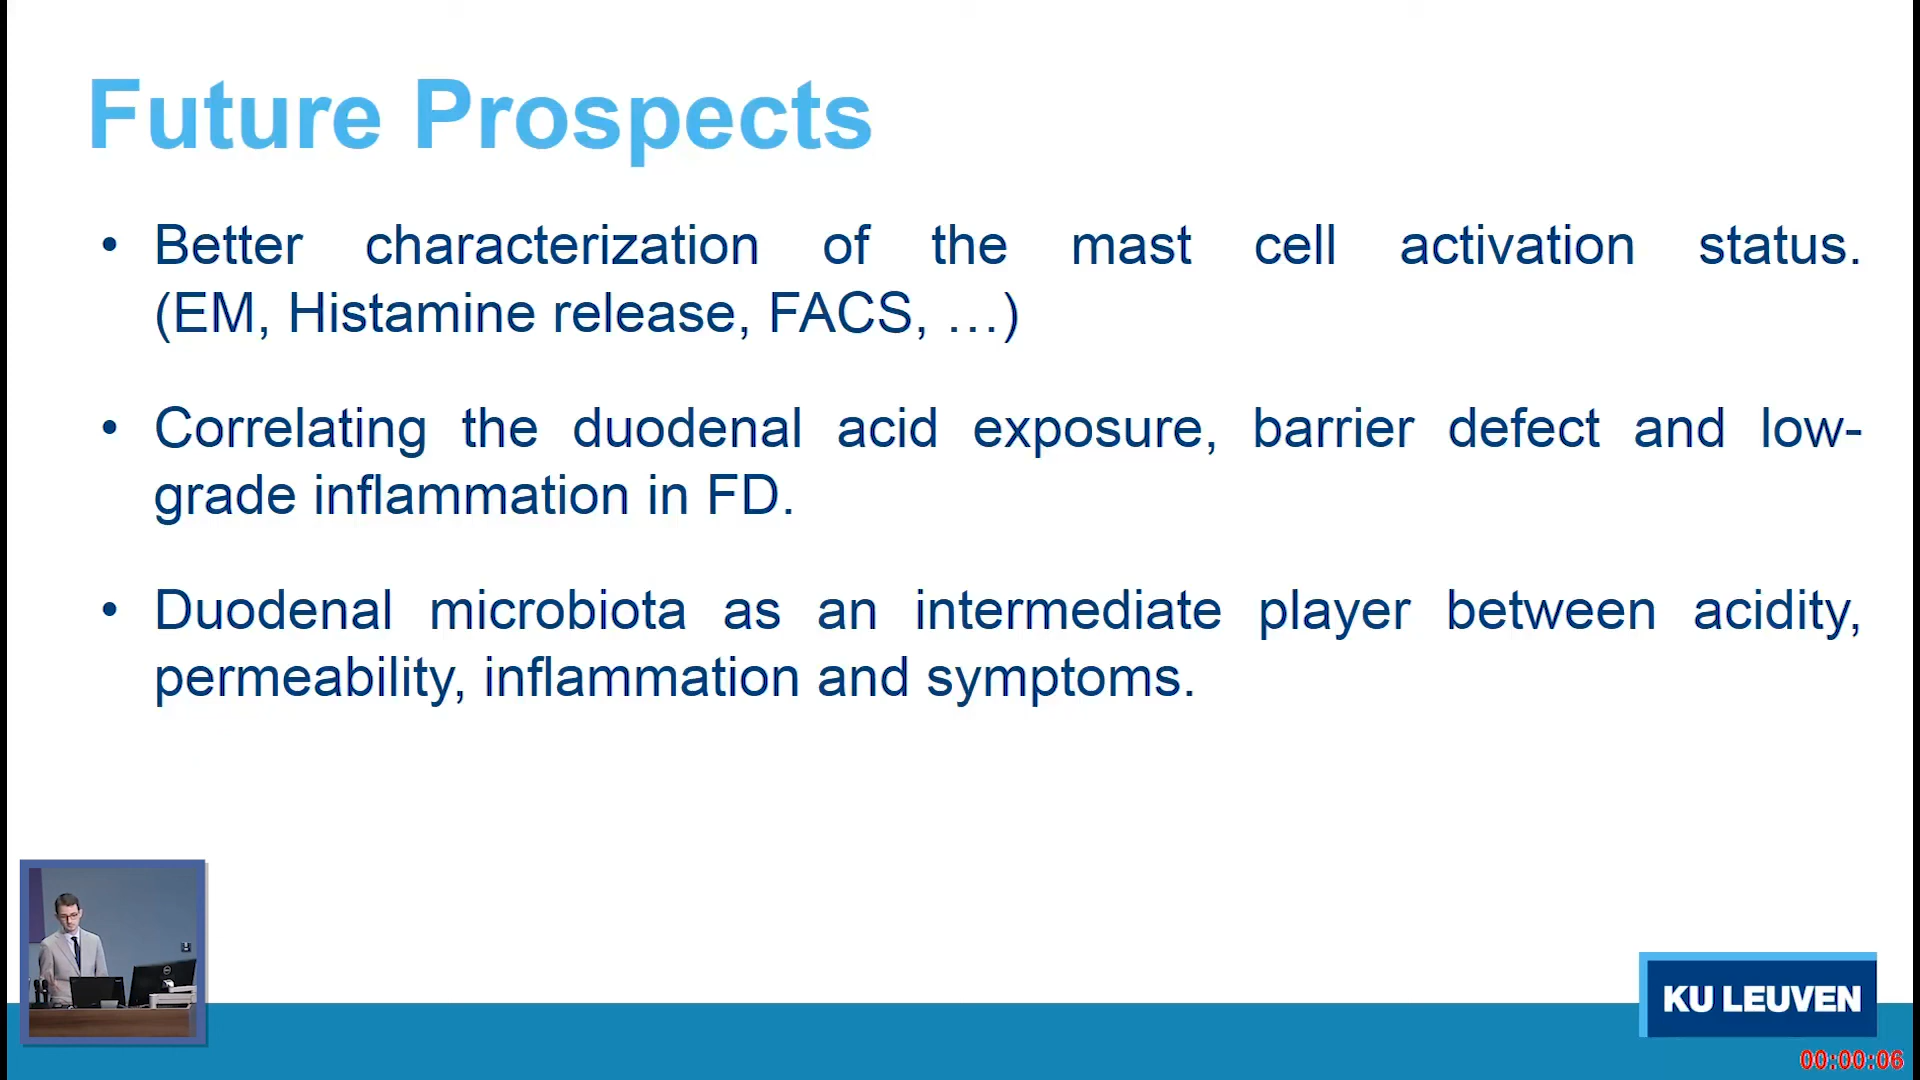 Future Prospects
• Better characterization of the mast cell activation status.
(EM, Histamine release, FACS, …)
• Correlating the duodenal acid exposure, barrier defect and low-
grade inflammation in FD.
• Duodenal microbiota as an intermediate player between acidity,
permeability, inflammation and symptoms.
KU LEUVEN
00:00:06